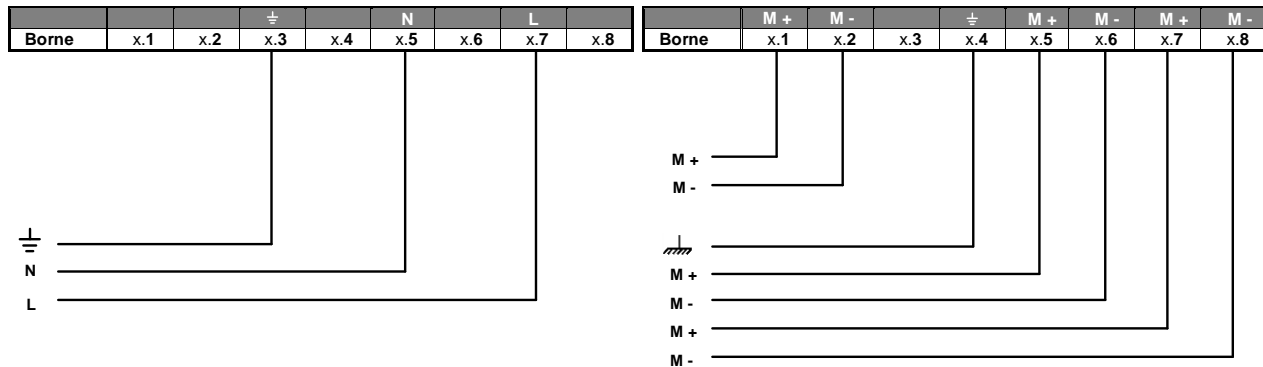 N L
Borne x.1 x.2 x.3 x.4 x.5 x.6 x.7 x.8
N
L
M + M - M + M - M + M -
Borne x.1 x.2 x.3 x.4 x.5 x.6 x.7 x.8
M +
M -
M +
M -
M +
M -